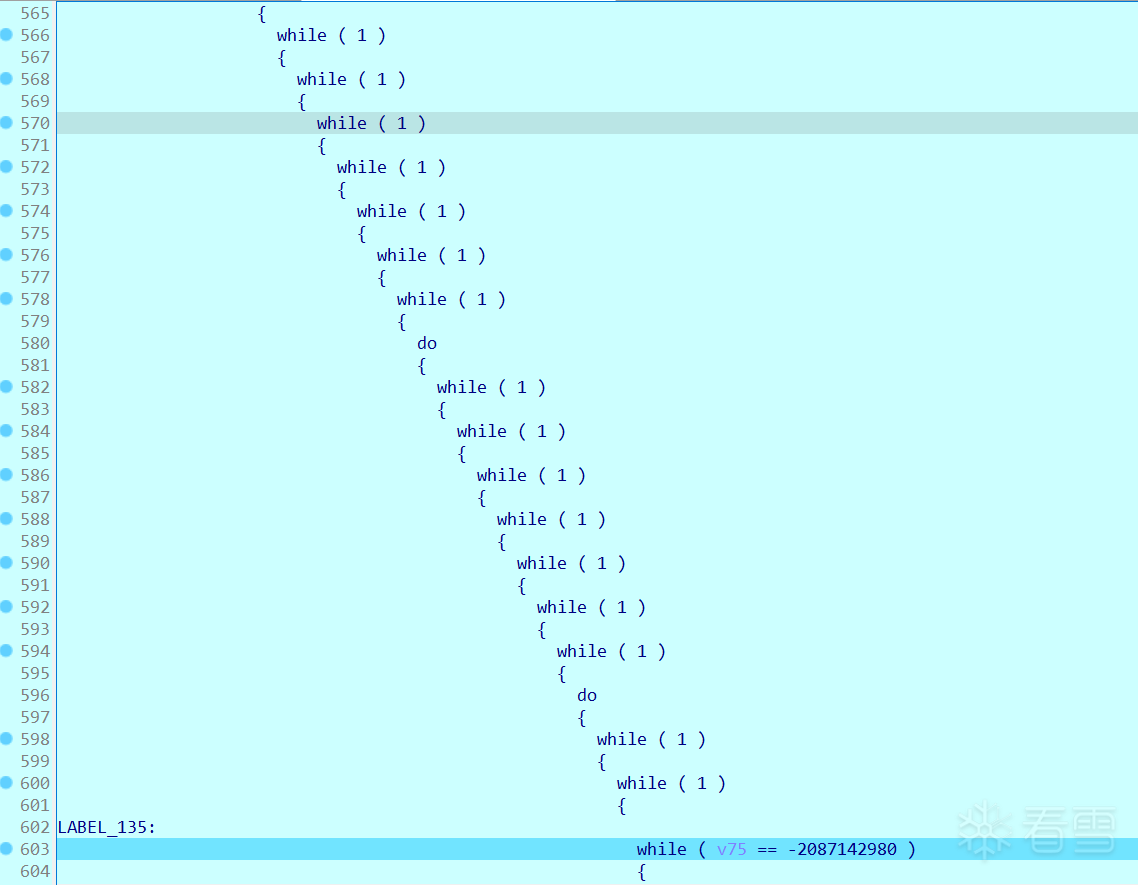 565 {
566 while ( 1 )
567 {
568 while ( 1 )
569 {
570 while ( 1 )
571 {
572 while ( 1 )
573 {
574 while ( 1 )
575 {
576 while ( 1 )
577 {
578 while ( 1 )
579 {
580 do
581 {
582 while ( 1 )
583 {
584 while ( 1 )
585 {
586 while ( 1 )
587 {
588 while ( 1 )
589 {
590 while ( 1 )
591 {
592 while ( 1 )
593 {
594 while ( 1 )
595 {
596 do
597 {
598 while ( 1 )
599 {
600 while ( 1 )
601 {
602 LABEL_135:
603 while ( v75 == -2087142980 )
604 {
看雪